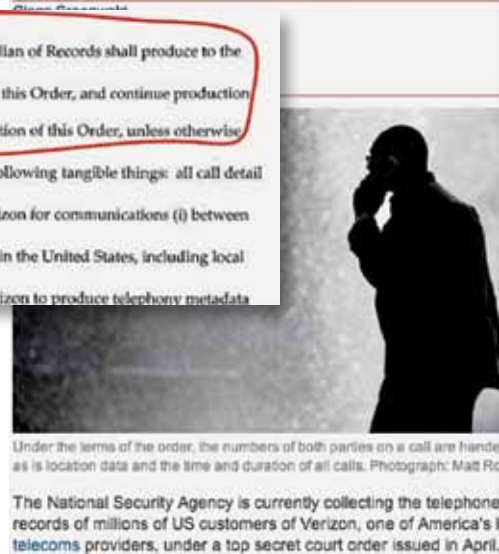 Glenn Greenwald
lian of Records shall produce to the
this Order, and continue production
tion of this Order, unless otherwise
ollowing tangible things: all call detail
izon for communications (i) between
in the United States, including local
izon to produce telephony metadata
Under the terms of the order, the numbers of both parties on a call are hande
as is location data and the time and duration of all calls. Photograph: Matt Ro
The National Security Agency is currently collecting the telephone
records of millions of US customers of Verizon, one of America's l
telecoms providers, under a top secret court order issued in April